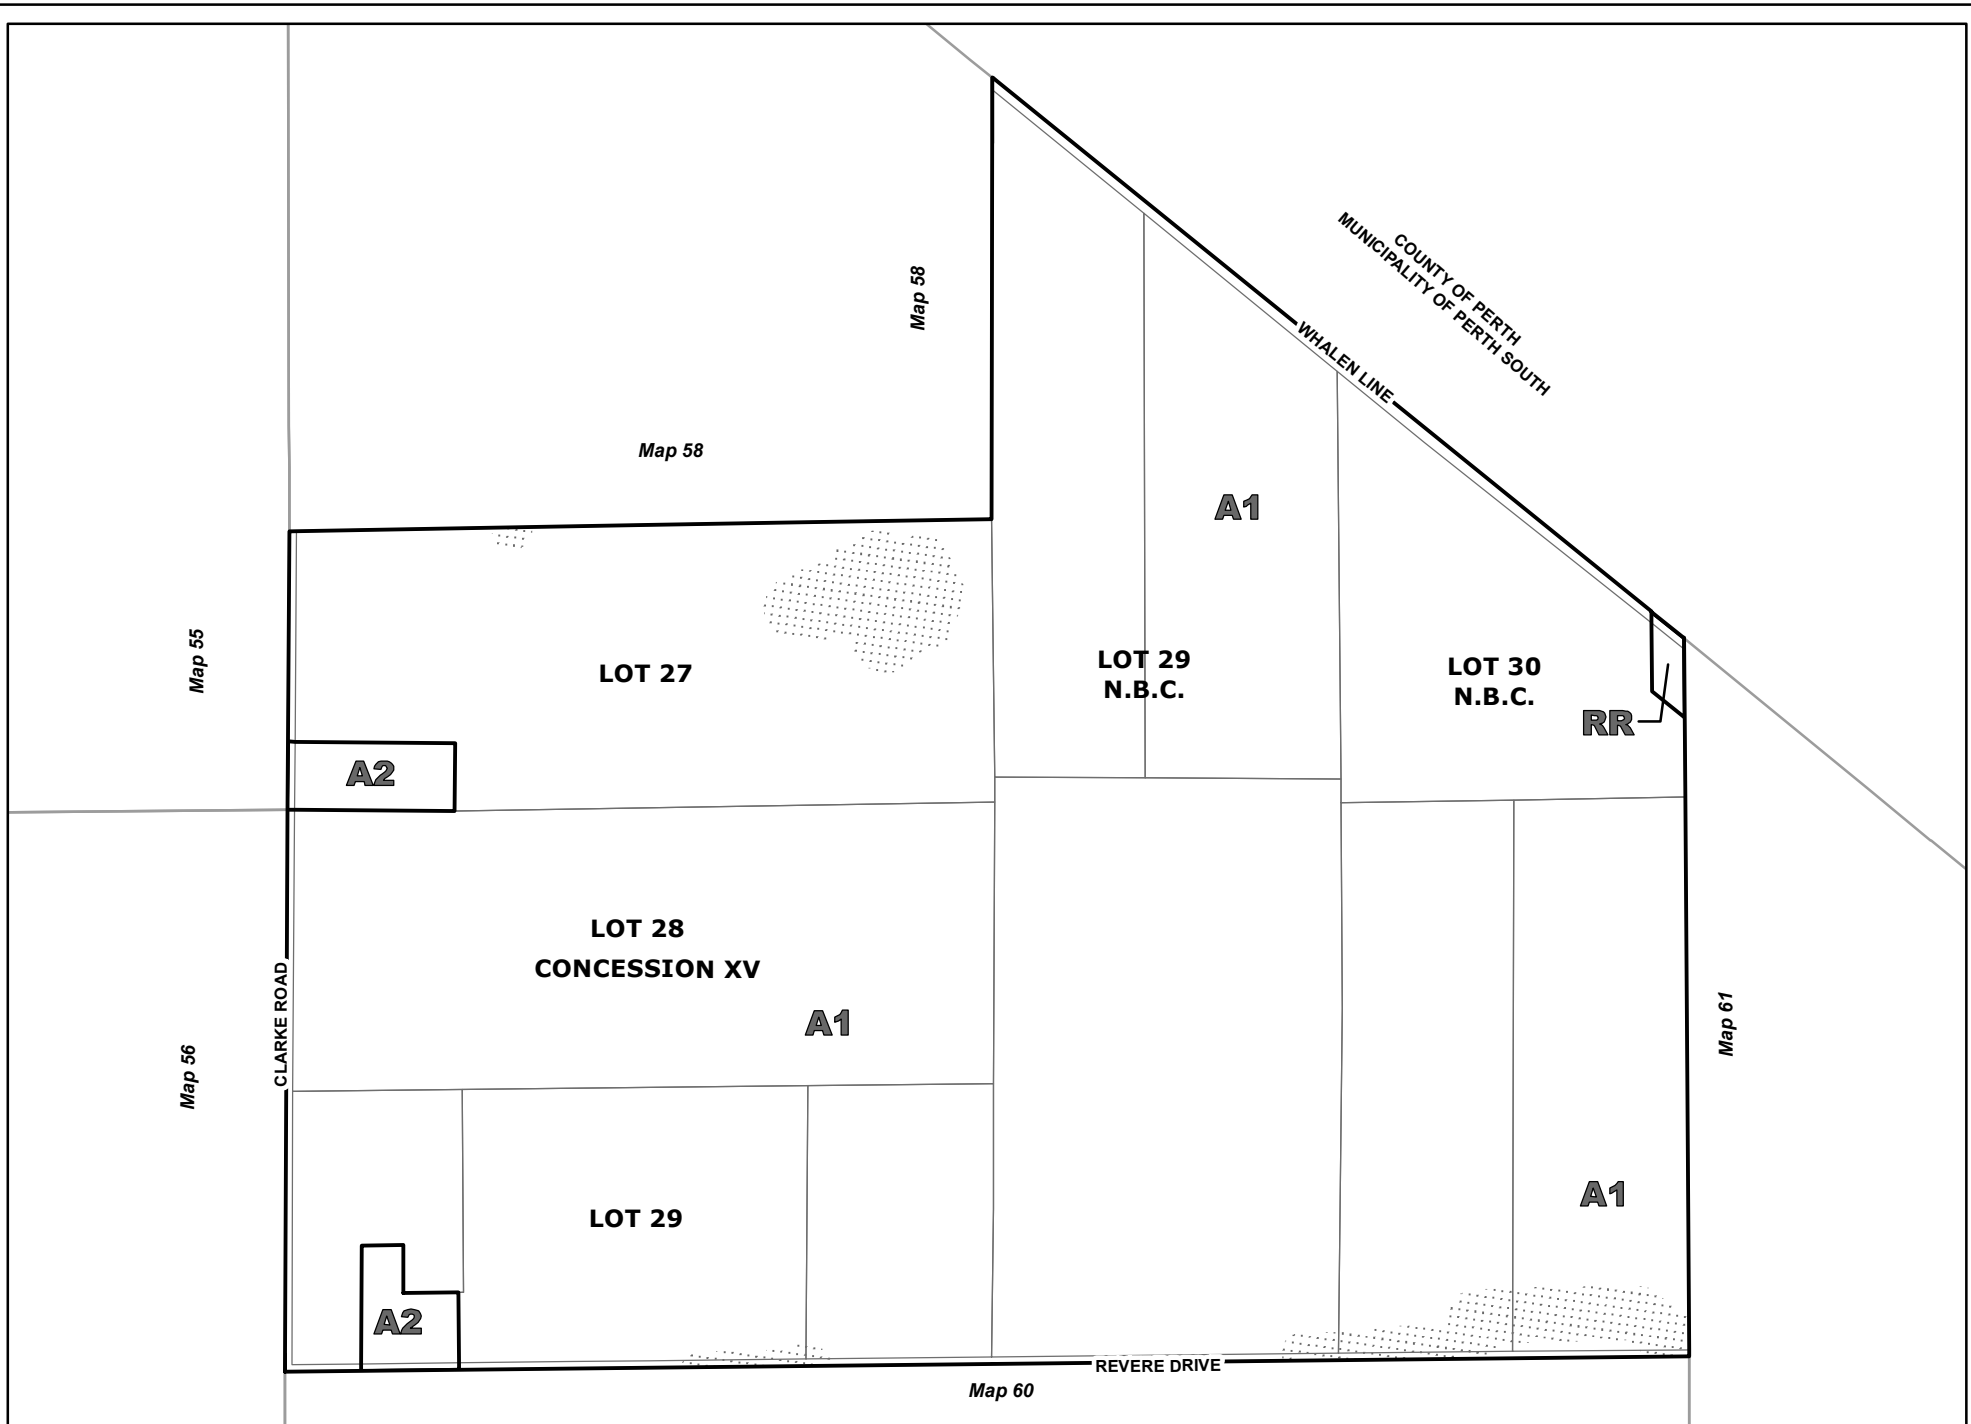 Map 58
COUNTY OF PERTH
MUNICIPALITY OF PERTH SOUTH
WHALEN LINE
Map 58
A1
Map 55
LOT 27
LOT 29
N.B.C.
LOT 30
N.B.C.
RR
A2
LOT 28
CONCESSION XV
A1
CLARKE ROAD
Map 56
Map 61
A1
LOT 29
A2
REVERE DRIVE
Map 60